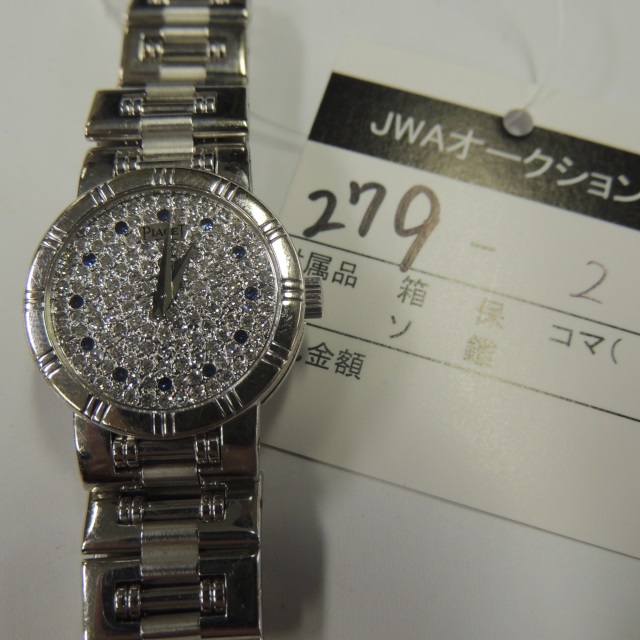 PIAGET
JWAオークション
279 - 2
属品 箱 保 コマ(
ソ 鑑
金額